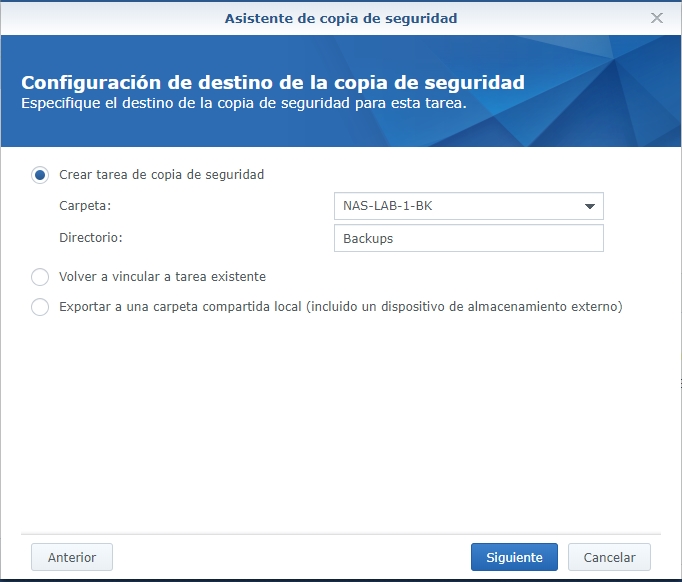 Asistente de copia de seguridad
Configuración de destino de la copia de seguridad
Especifique el destino de la copia de seguridad para esta tarea.
Crear tarea de copia de seguridad
Carpeta: NAS-LAB-1-BK
Directorio: Backups
Volver a vincular a tarea existente
Exportar a una carpeta compartida local (incluido un dispositivo de almacenamiento externo)
Anterior Siguiente Cancelar